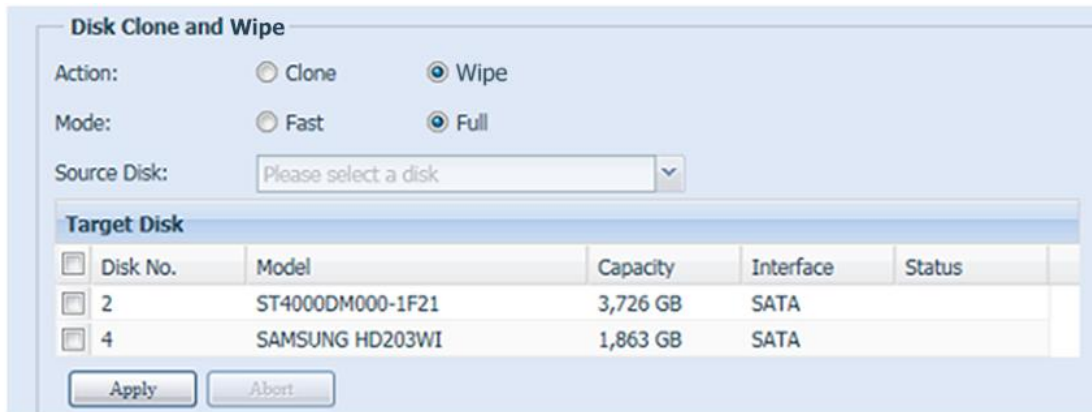 Disk Clone and Wipe
Action: Clone Wipe
Mode: Fast Full
Source Disk: Please select a disk
Target Disk
Disk No. Model Capacity Interface Status
2 ST4000DM000-1F21 3,726 GB SATA
4 SAMSUNG HD203WI 1,863 GB SATA
Apply Abort